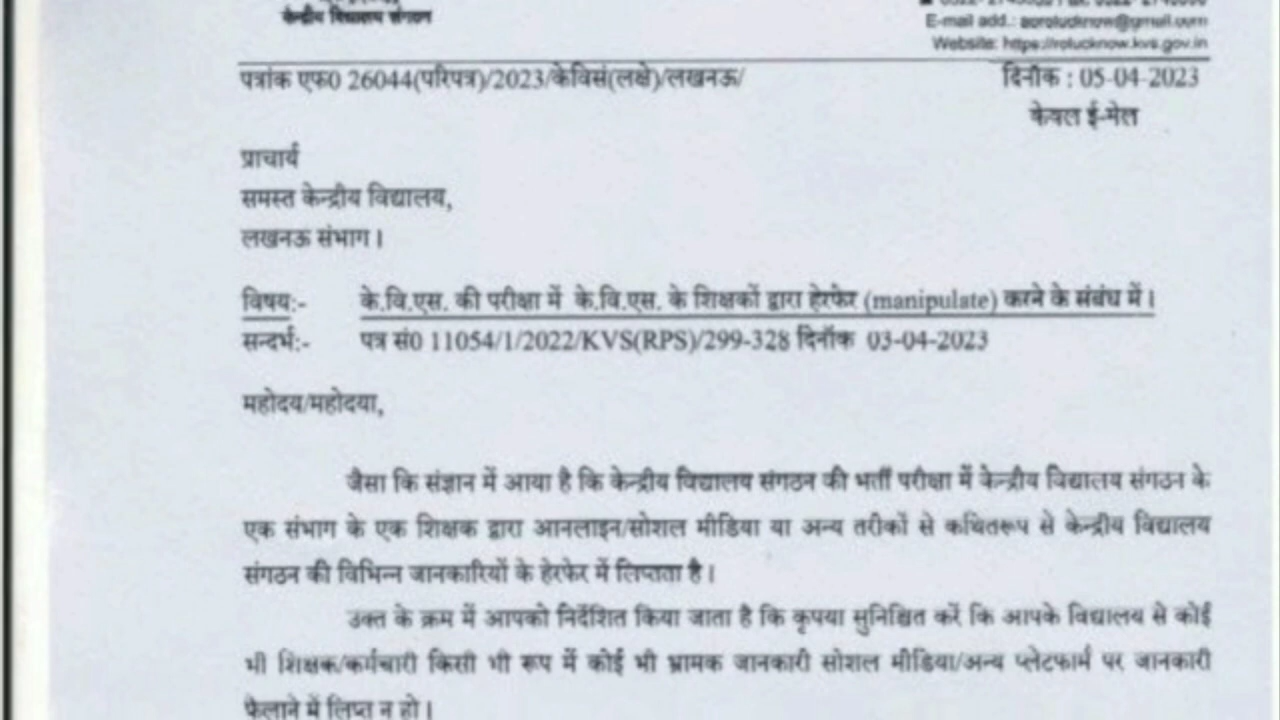 केन्द्रीय विद्यालय संगठन
E-mail add.: aorolucknow@gmail.com
Website: https://rolucknow.kvs.gov.in
पत्रांक एफ0 26044(परिपत्र)/2023/केविसं(लक्षे)/लखनऊ/
दिनाँक : 05-04-2023
केवल ई-मेल
प्राचार्य
समस्त केन्द्रीय विद्यालय,
लखनऊ संभाग।
विषय:- के.वि.एस. की परीक्षा में के.वि.एस. के शिक्षकों द्वारा हेरफेर (manipulate) करने के संबंध में।
सन्दर्भ:- पत्र सं0 11054/1/2022/KVS(RPS)/299-328 दिनाँक 03-04-2023
महोदय/महोदया,
जैसा कि संज्ञान में आया है कि केन्द्रीय विद्यालय संगठन की भर्ती परीक्षा में केन्द्रीय विद्यालय संगठन के
एक संभाग के एक शिक्षक द्वारा आनलाइन/सोशल मीडिया या अन्य तरीकों से कथितरूप से केन्द्रीय विद्यालय
संगठन की विभिन्न जानकारियों के हेरफेर में लिप्तता है।
उक्त के क्रम में आपको निर्देशित किया जाता है कि कृपया सुनिश्चित करें कि आपके विद्यालय से कोई
भी शिक्षक/कर्मचारी किसी भी रूप में कोई भी भ्रामक जानकारी सोशल मीडिया/अन्य प्लेटफार्म पर जानकारी
फैलाने में लिप्त न हो।